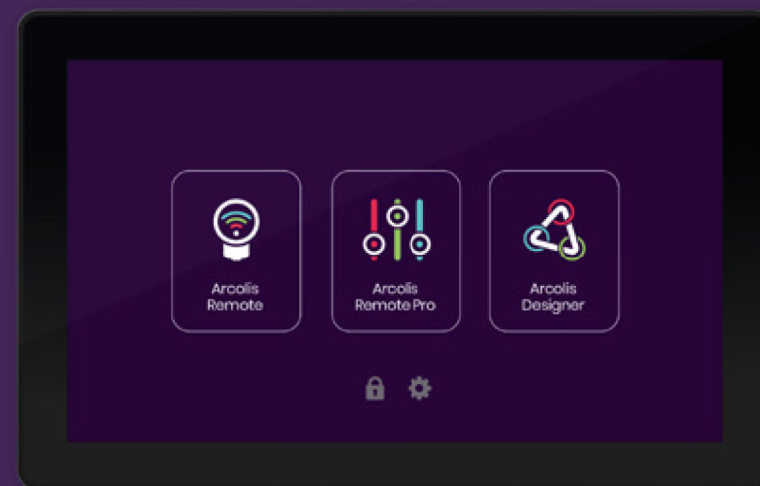 Arcolis
Remote
Arcolis
Remote Pro
Arcolis
Designer